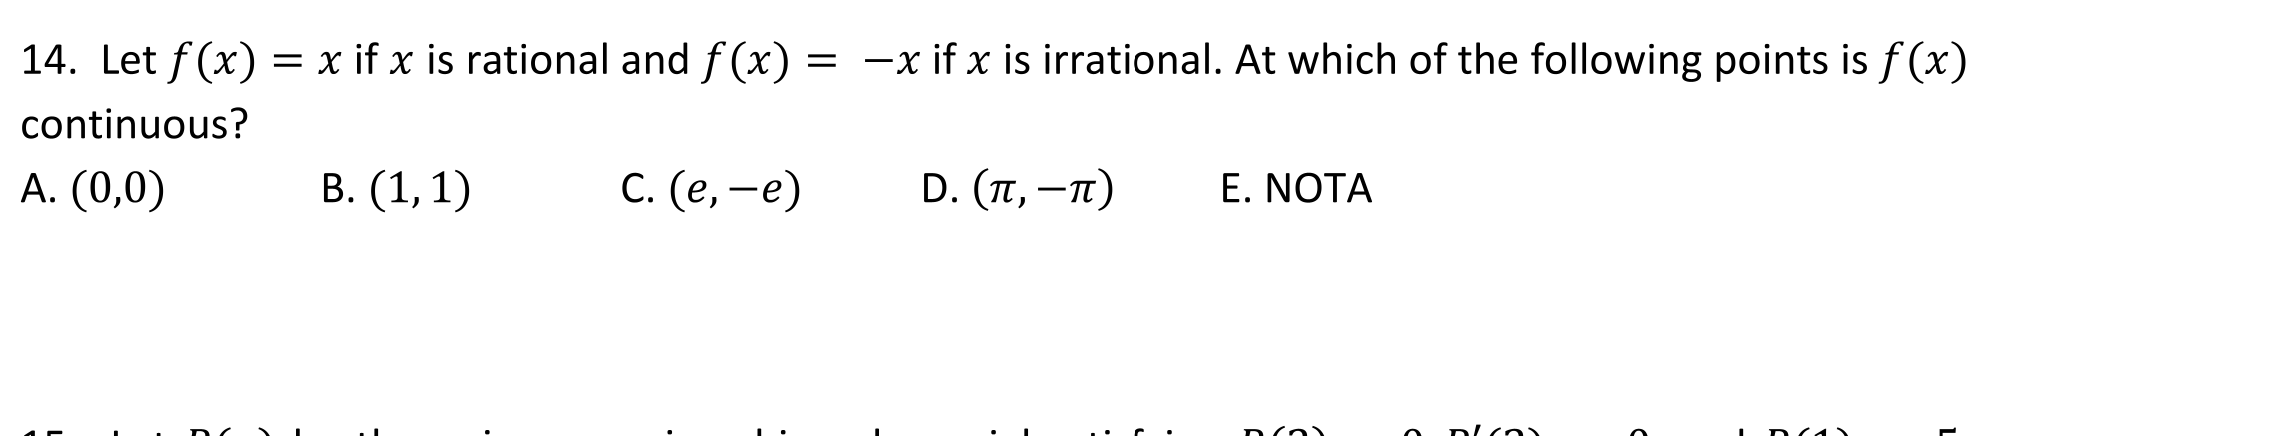 14. Let f(x) = x if x is rational and f(x) = −x if x is irrational. At which of the following points is f(x)
continuous?
A. (0,0) B. (1, 1) C. (e, −e) D. (π, −π) E. NOTA